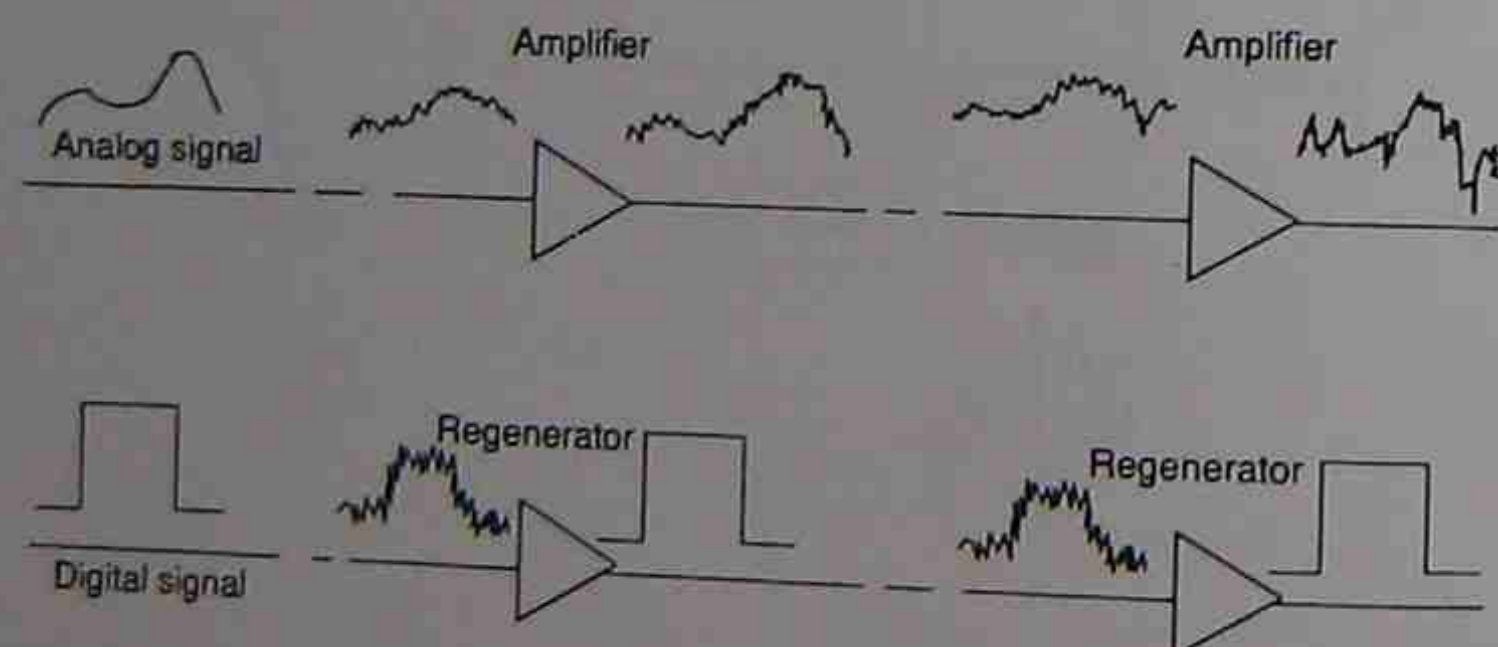 Amplifier
Amplifier
Analog signal
Regenerator
Regenerator
Digital signal